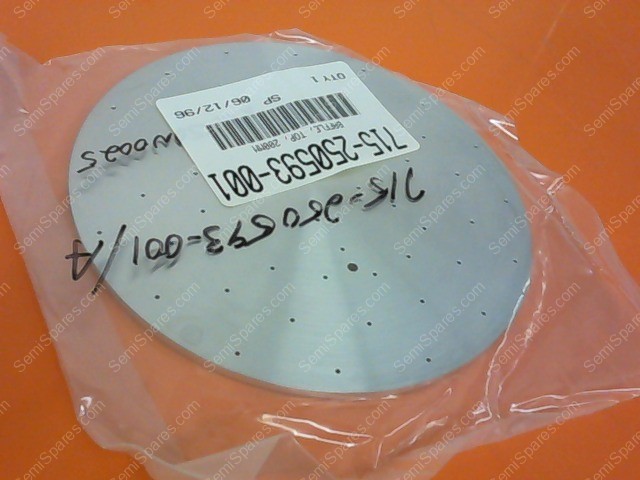 715-250593-001
BAFFLE, TOP, 200MM
SP 06/12/96
QTY 1
715-250593-001/A
SemiSpares.com